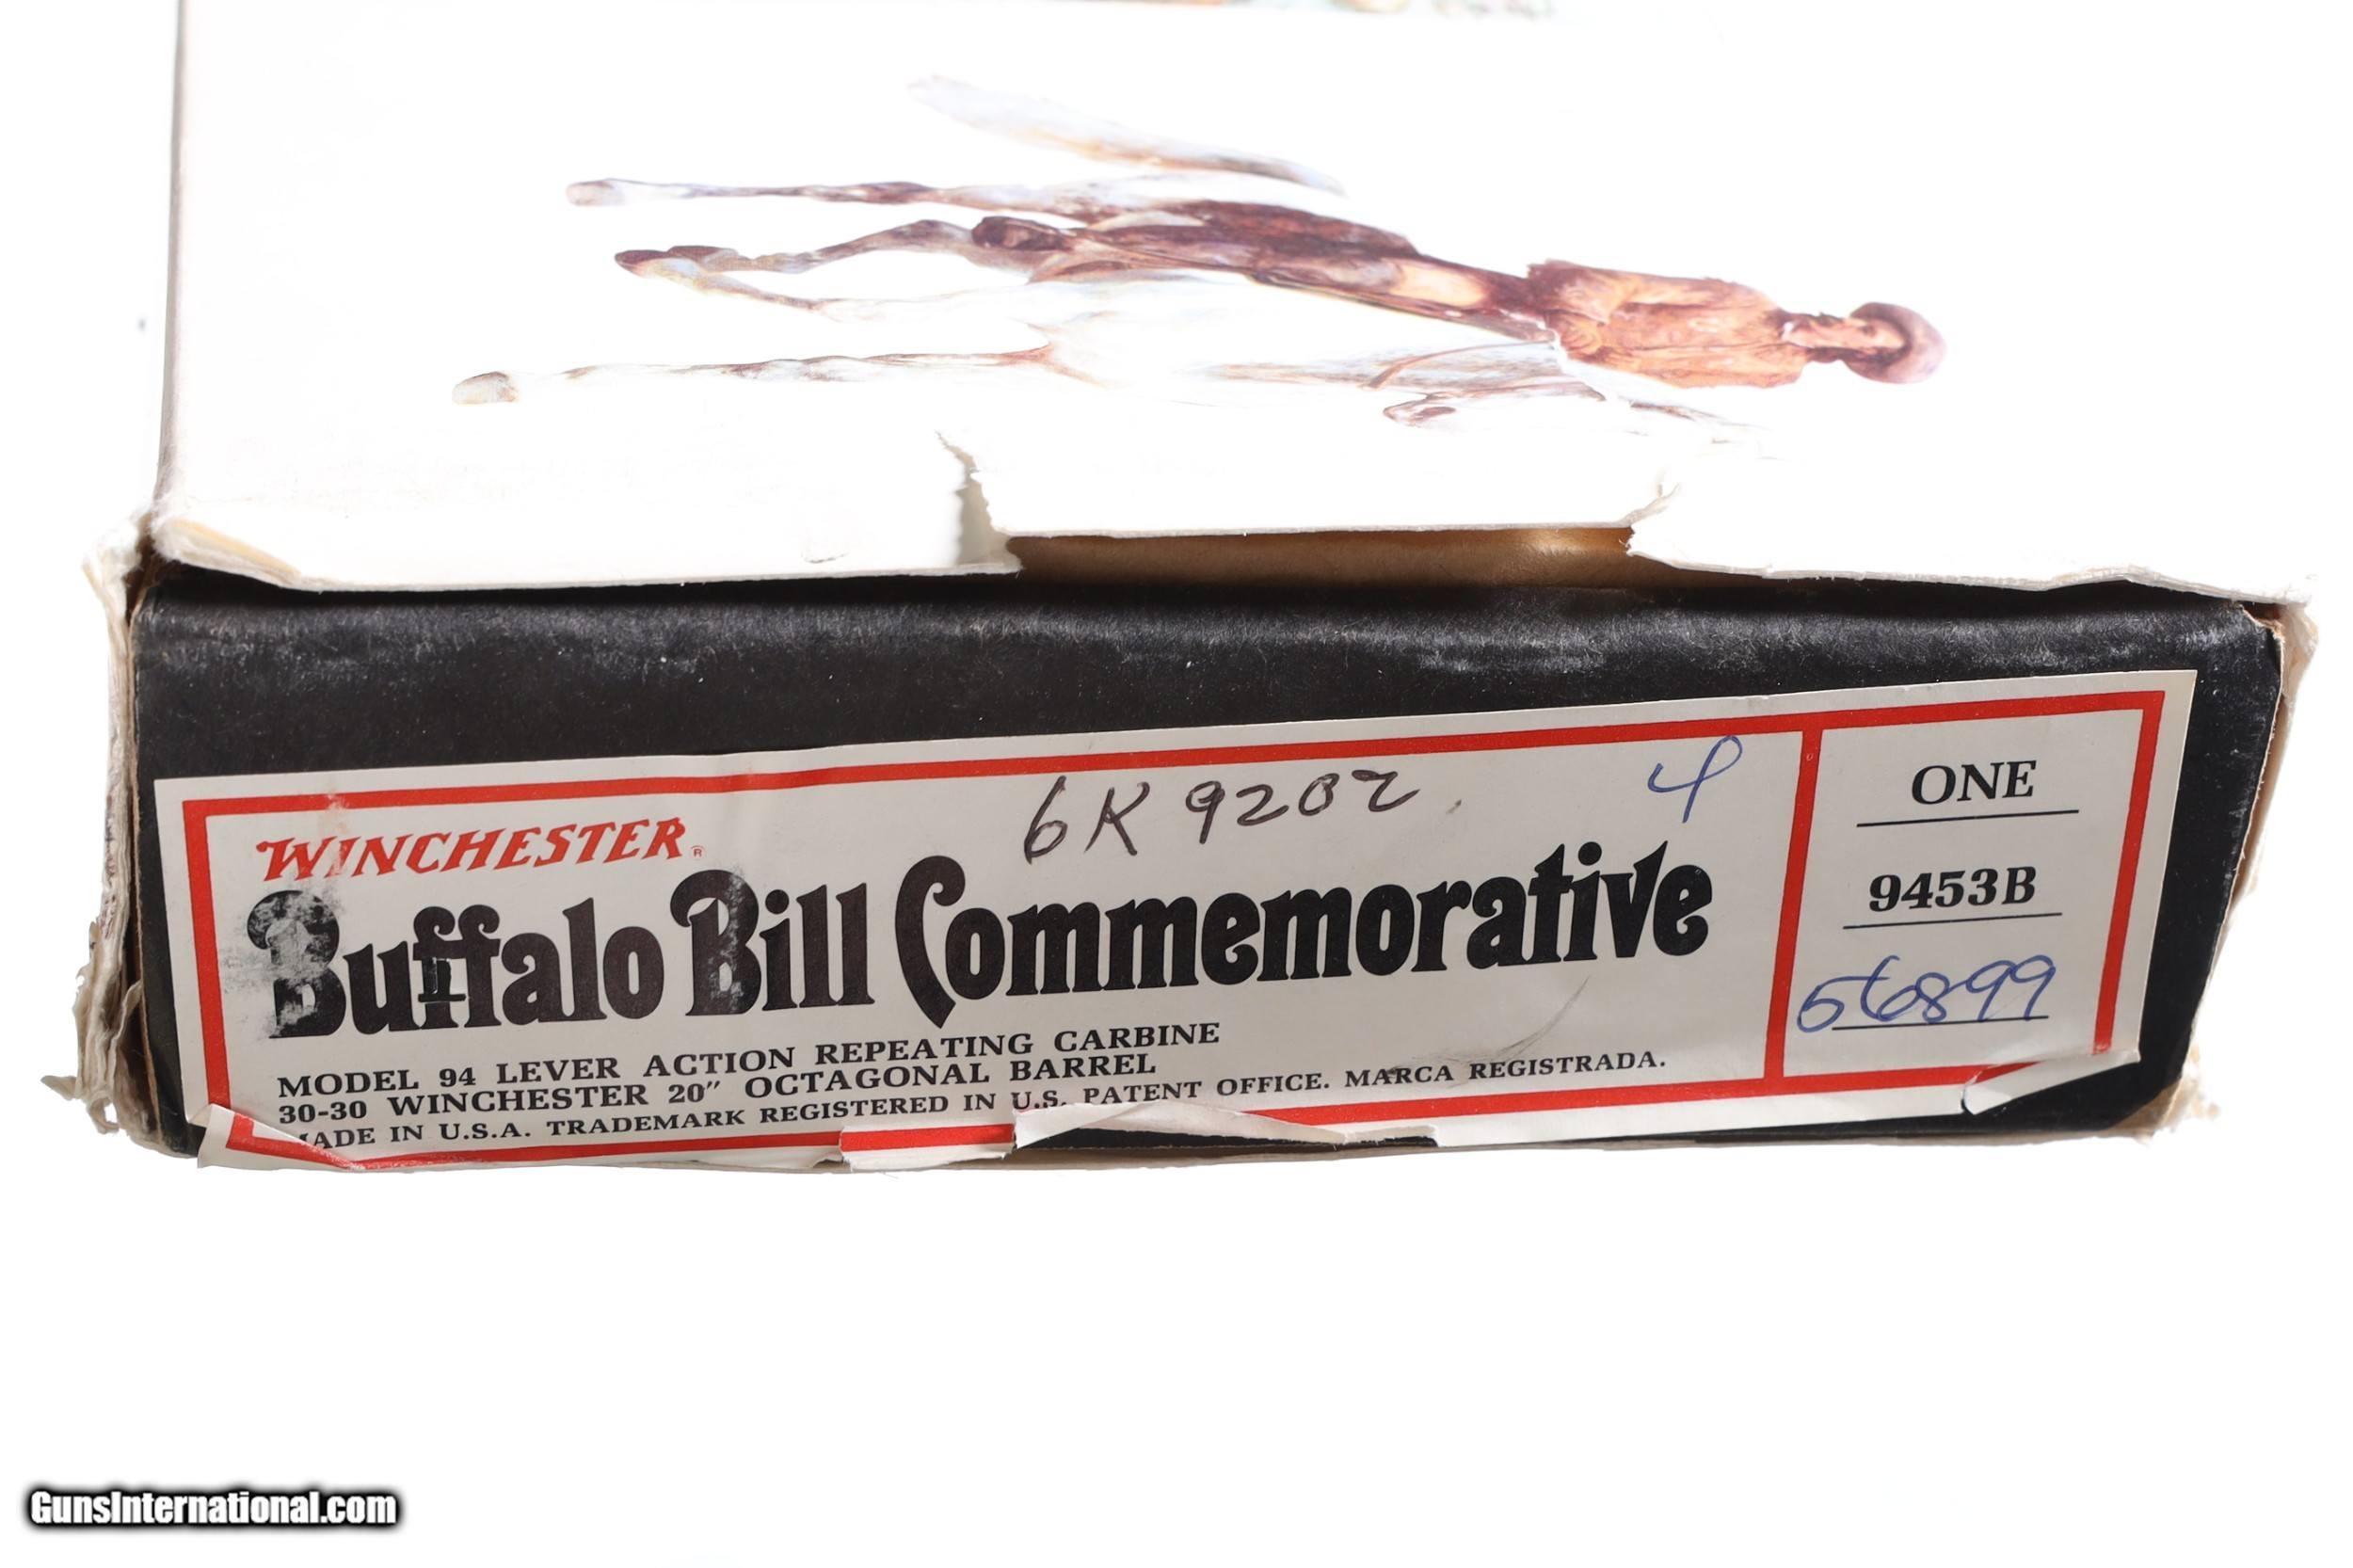 6K 9202 4
WINCHESTER®
Buffalo Bill Commemorative
MODEL 94 LEVER ACTION REPEATING CARBINE
30-30 WINCHESTER 20" OCTAGONAL BARREL
MADE IN U.S.A. TRADEMARK REGISTERED IN U.S. PATENT OFFICE. MARCA REGISTRADA.
ONE
9453B
56899
GunsInternational.com